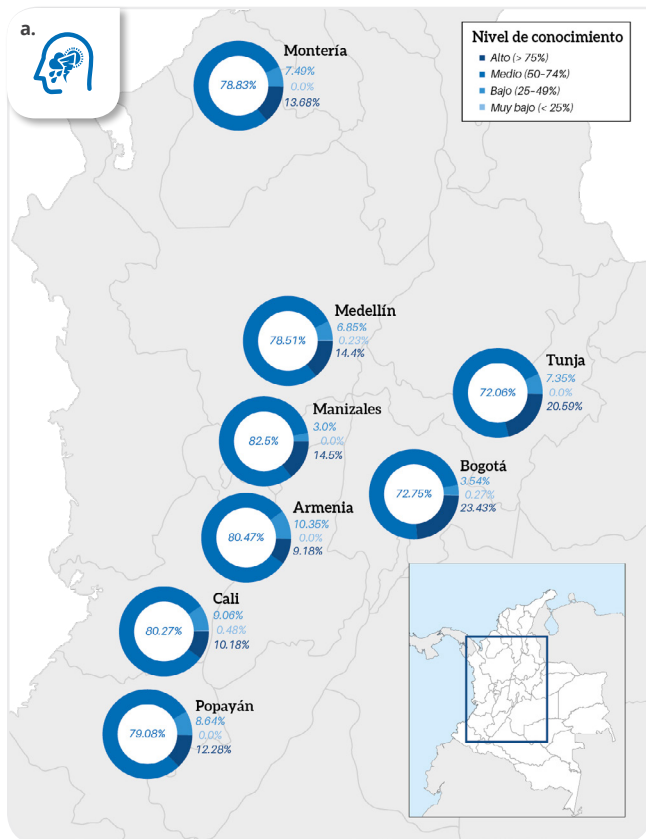 a.
Nivel de conocimiento
Alto (> 75%)
Medio (50-74%)
Bajo (25-49%)
Muy bajo (< 25%)
Montería
78.83%
7.49%
0.0%
13.68%
Medellín
78.51%
6.85%
0.23%
14.4%
Tunja
72.06%
7.35%
0.0%
20.59%
Manizales
82.5%
3.0%
0.0%
14.5%
Bogotá
72.75%
3.54%
0.27%
23.43%
Armenia
80.47%
10.35%
0.0%
9.18%
Cali
80.27%
9.06%
0.48%
10.18%
Popayán
79.08%
8.64%
0.0%
12.28%